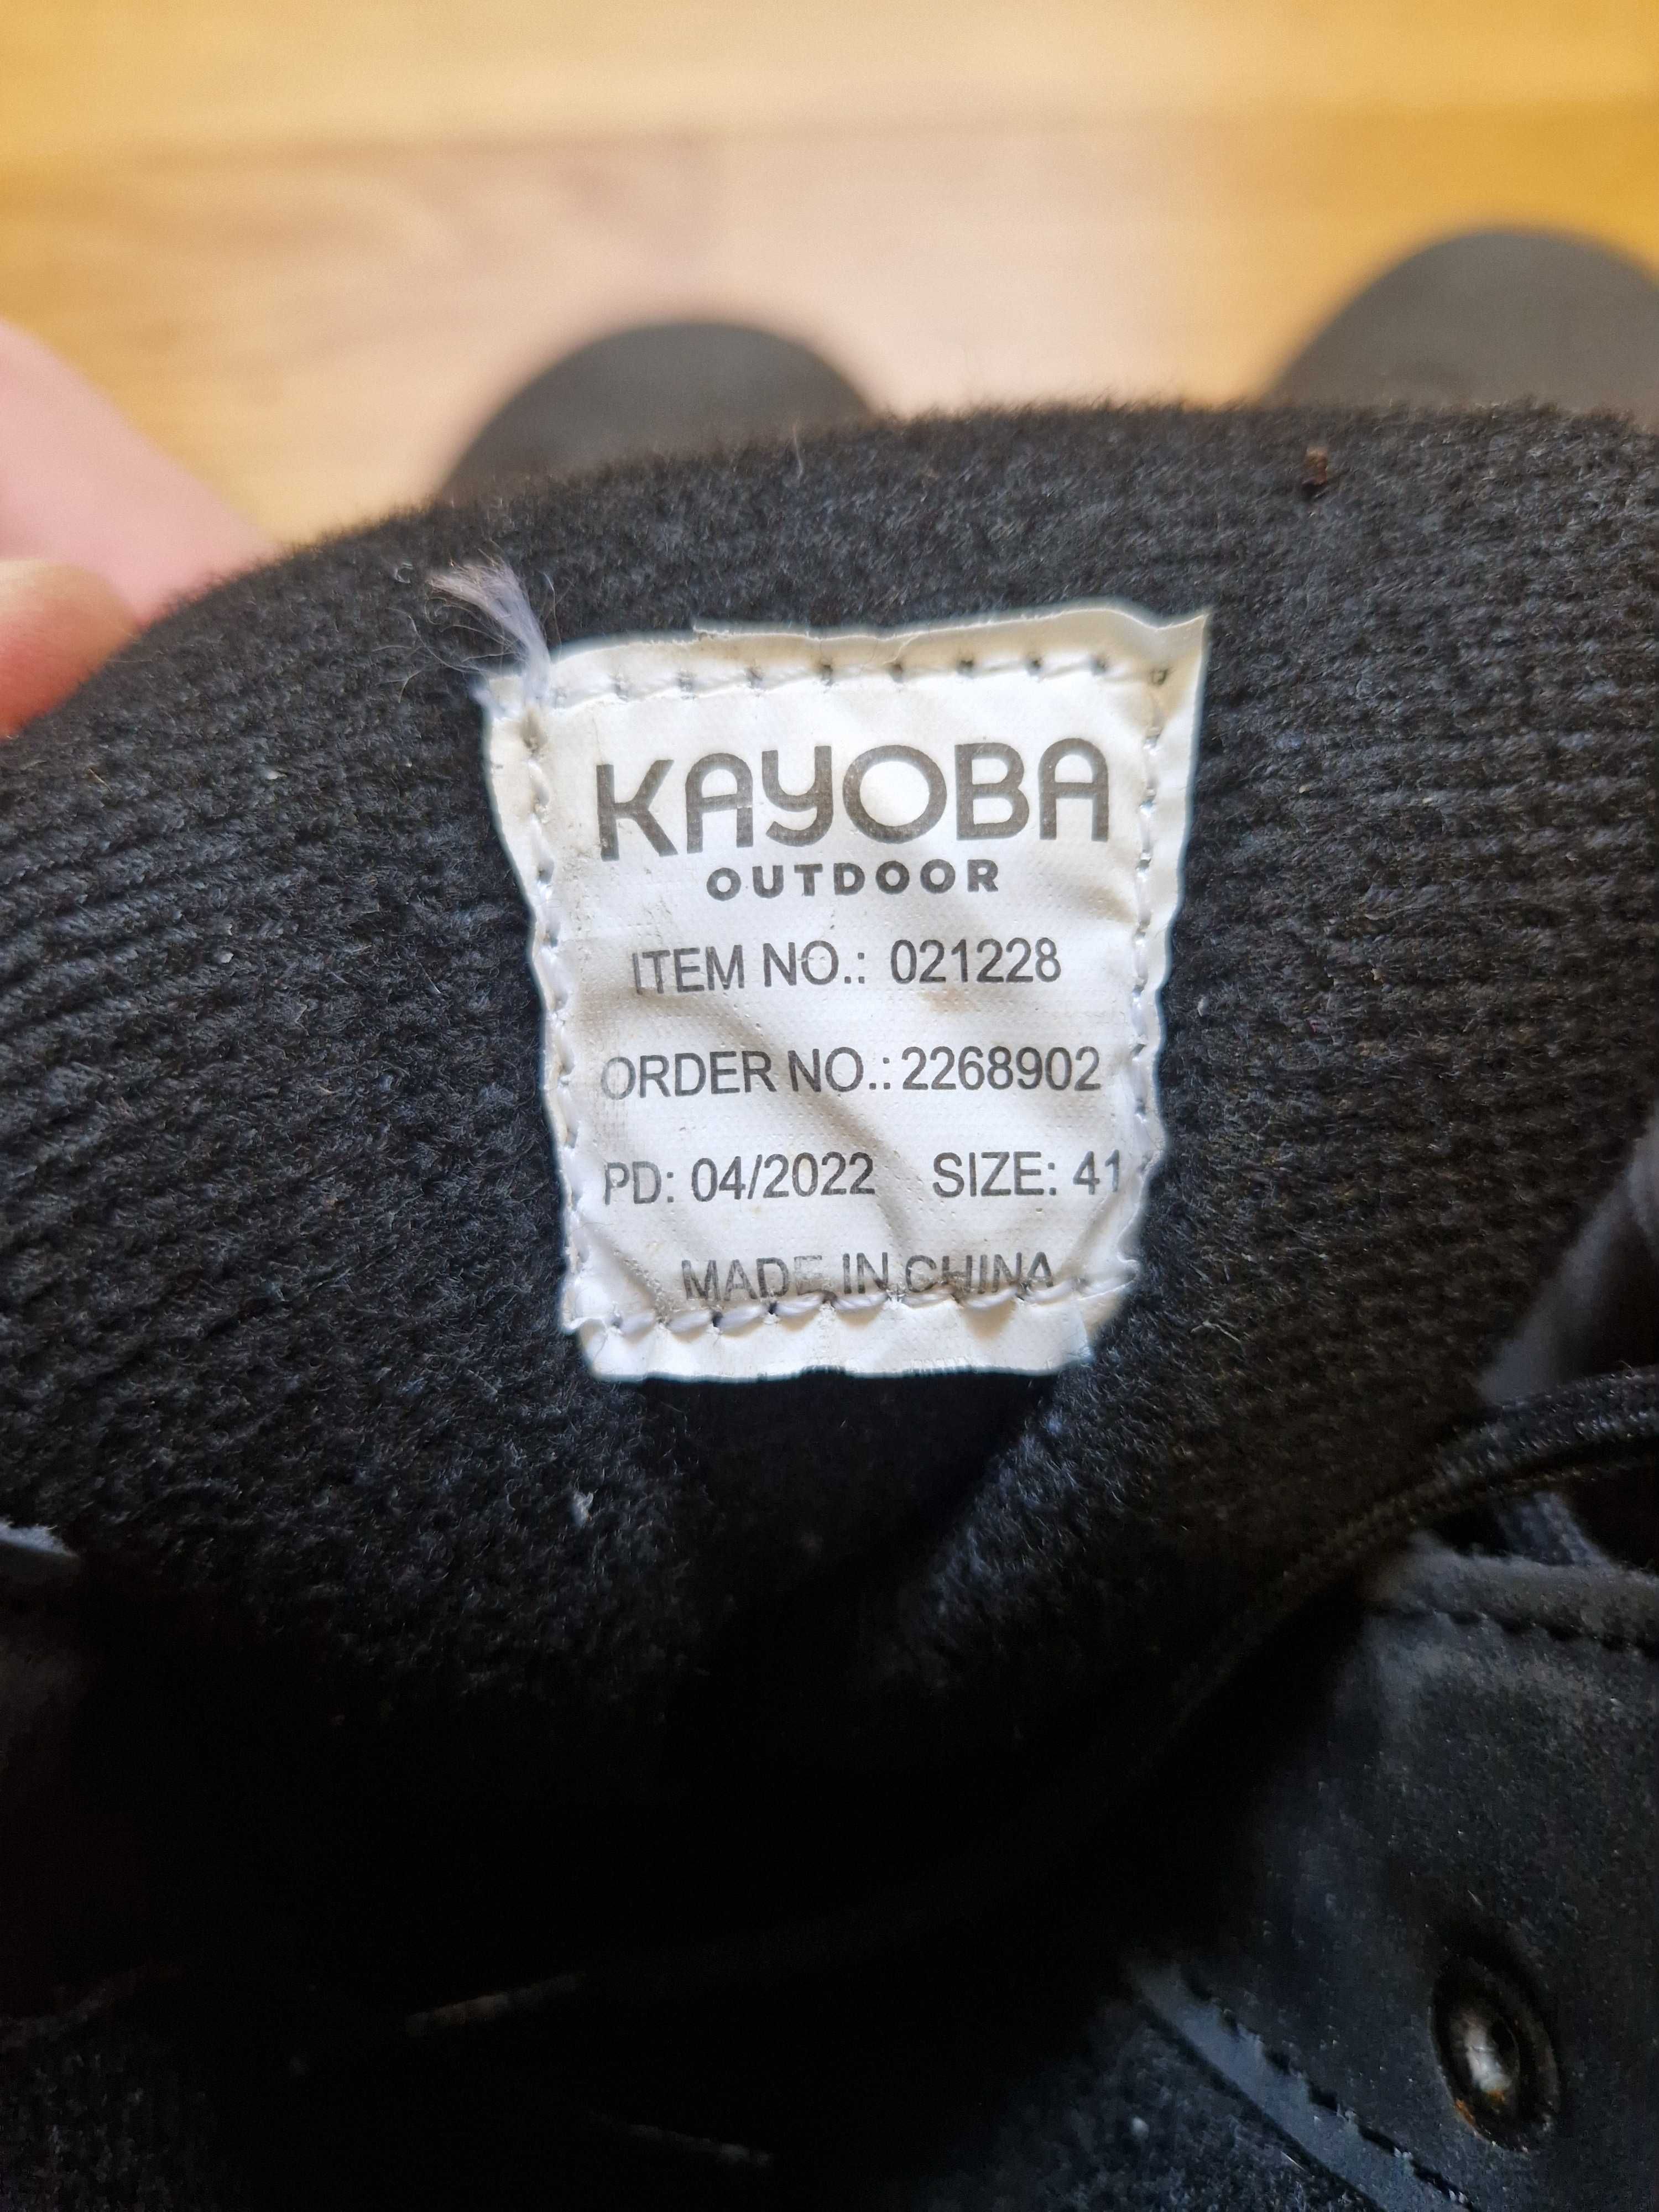 KAYOBA
OUTDOOR
ITEM NO.: 021228
ORDER NO.: 2268902
PD: 04/2022 SIZE: 41
MADE IN CHINA